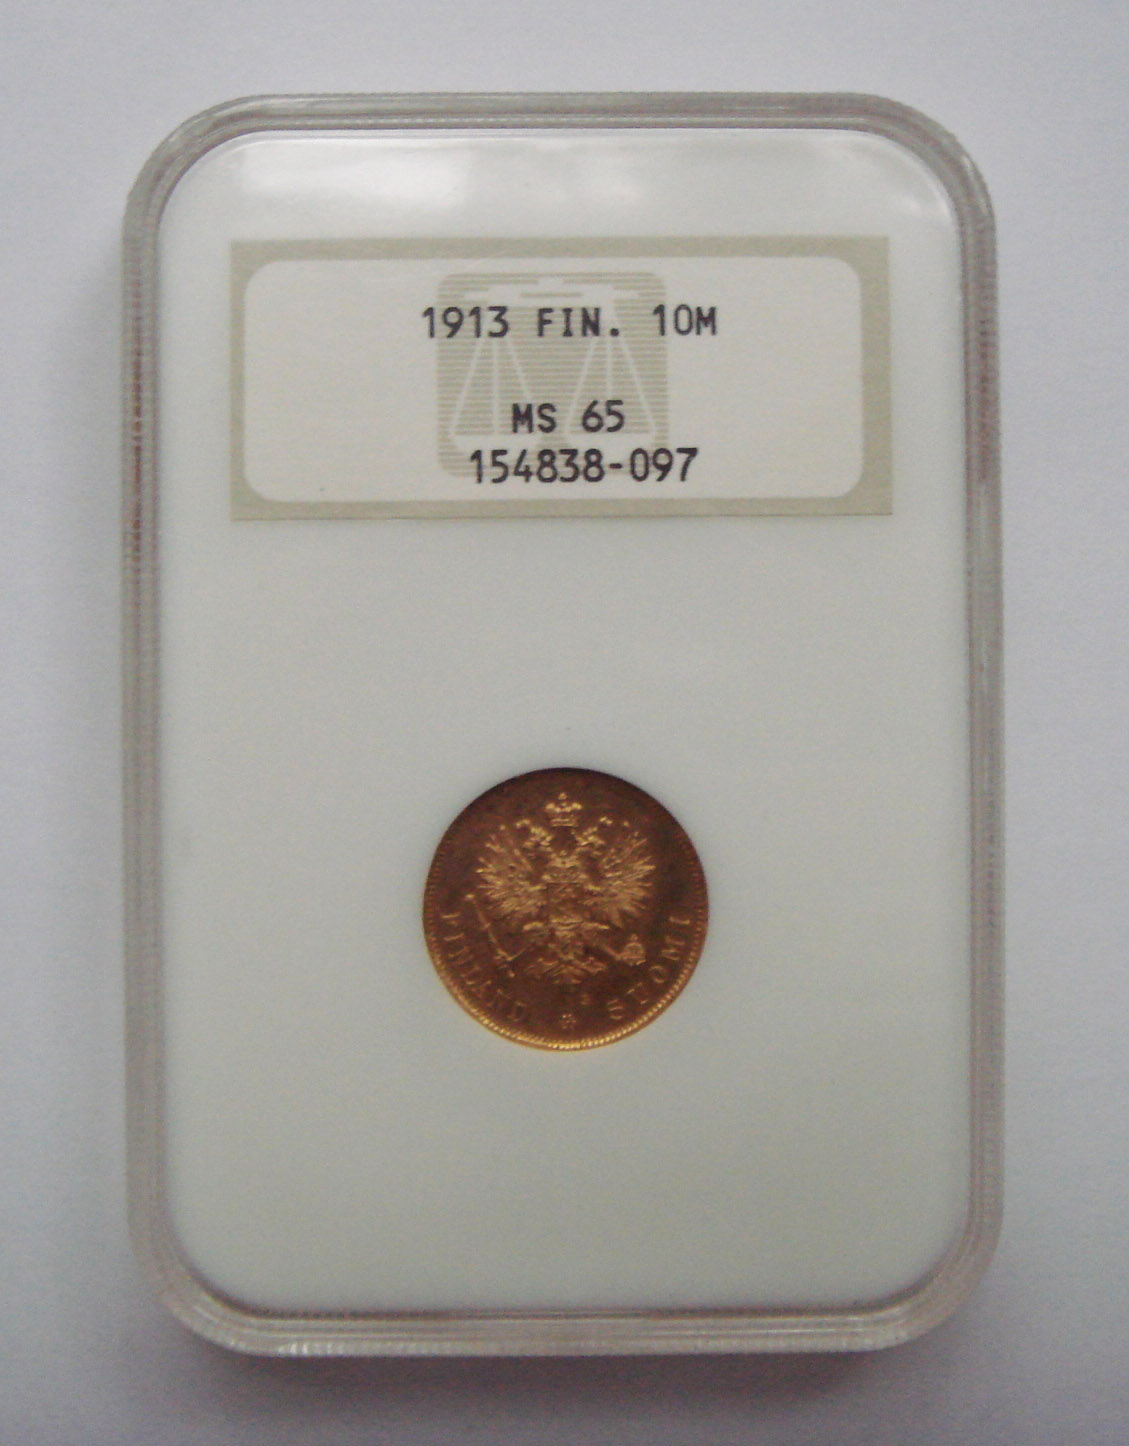 1913 FIN. 10M
MS 65
154838-097
FINLAND * SUOMI
S